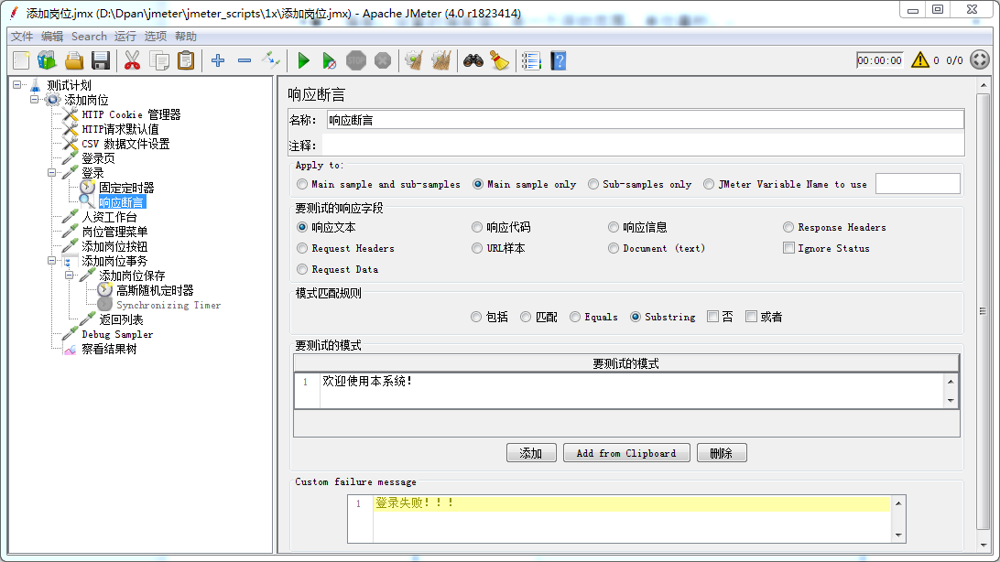 添加岗位.jmx (D:\Dpan\jmeter\jmeter_scripts\1x\添加岗位.jmx) - Apache JMeter (4.0 r1823414)
文件 编辑 Search 运行 选项 帮助
STOP 00:00:00 0 0/0
测试计划
添加岗位
HTTP Cookie 管理器
HTTP请求默认值
CSV 数据文件设置
登录页
登录
固定定时器
响应断言
人资工作台
岗位管理菜单
添加岗位按钮
添加岗位事务
添加岗位保存
高斯随机定时器
Synchronizing Timer
返回列表
Debug Sampler
察看结果树
响应断言
名称: 响应断言
注释:
Apply to:
Main sample and sub-samples Main sample only Sub-samples only JMeter Variable Name to use
要测试的响应字段
响应文本 响应代码 响应信息 Response Headers
Request Headers URL样本 Document (text) Ignore Status
Request Data
模式匹配规则
包括 匹配 Equals Substring 否 或者
要测试的模式
要测试的模式
1 欢迎使用本系统!
添加 Add from Clipboard 删除
Custom failure message
1 登录失败!!!